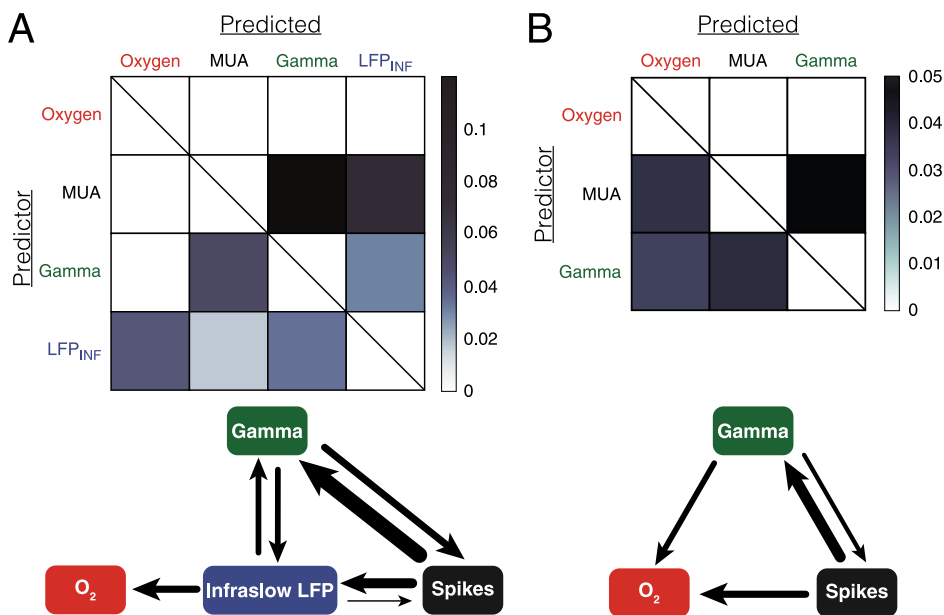 A
Predicted
Oxygen MUA Gamma LFP_INF
Predictor
Oxygen
MUA
Gamma
LFP_INF
0.1
0.08
0.06
0.04
0.02
0
Gamma
O₂
Infraslow LFP
Spikes
B
Predicted
Oxygen MUA Gamma
Predictor
Oxygen
MUA
Gamma
0.05
0.04
0.03
0.02
0.01
0
Gamma
O₂
Spikes